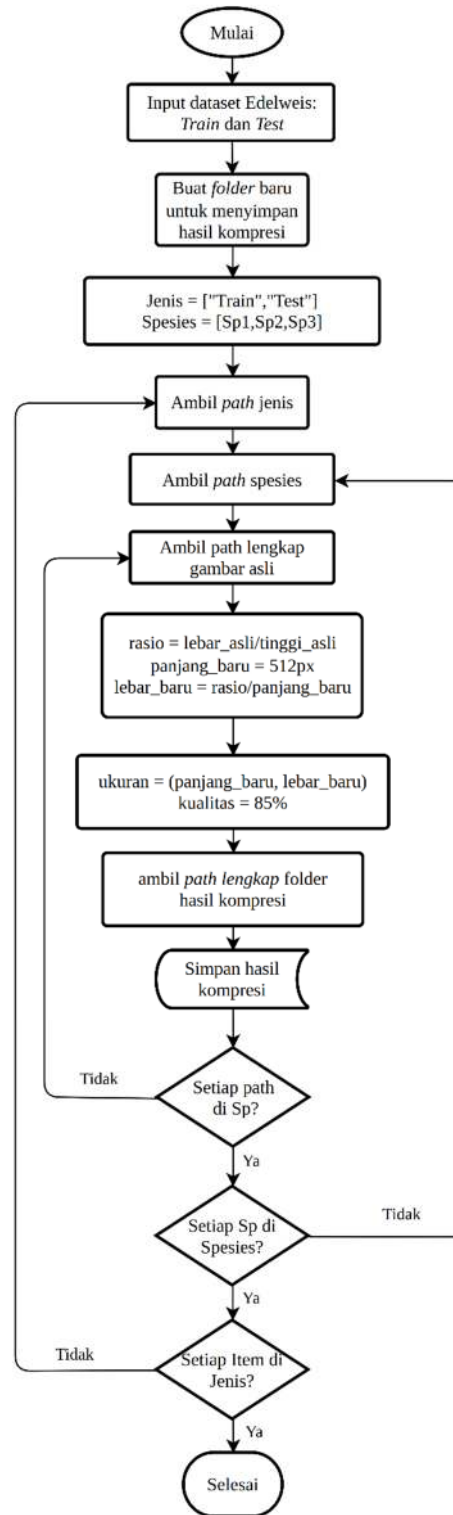 Mulai
Input dataset Edelweis:
Train dan Test
Buat folder baru
untuk menyimpan
hasil kompresi
Jenis = ["Train","Test"]
Spesies = [Sp1,Sp2,Sp3]
Ambil path jenis
Ambil path spesies
Ambil path lengkap
gambar asli
rasio = lebar_asli/tinggi_asli
panjang_baru = 512px
lebar_baru = rasio/panjang_baru
ukuran = (panjang_baru, lebar_baru)
kualitas = 85%
ambil path lengkap folder
hasil kompresi
Simpan hasil
kompresi
Tidak
Setiap path
di Sp?
Ya
Setiap Sp di
Spesies?
Tidak
Ya
Tidak
Setiap Item di
Jenis?
Ya
Selesai